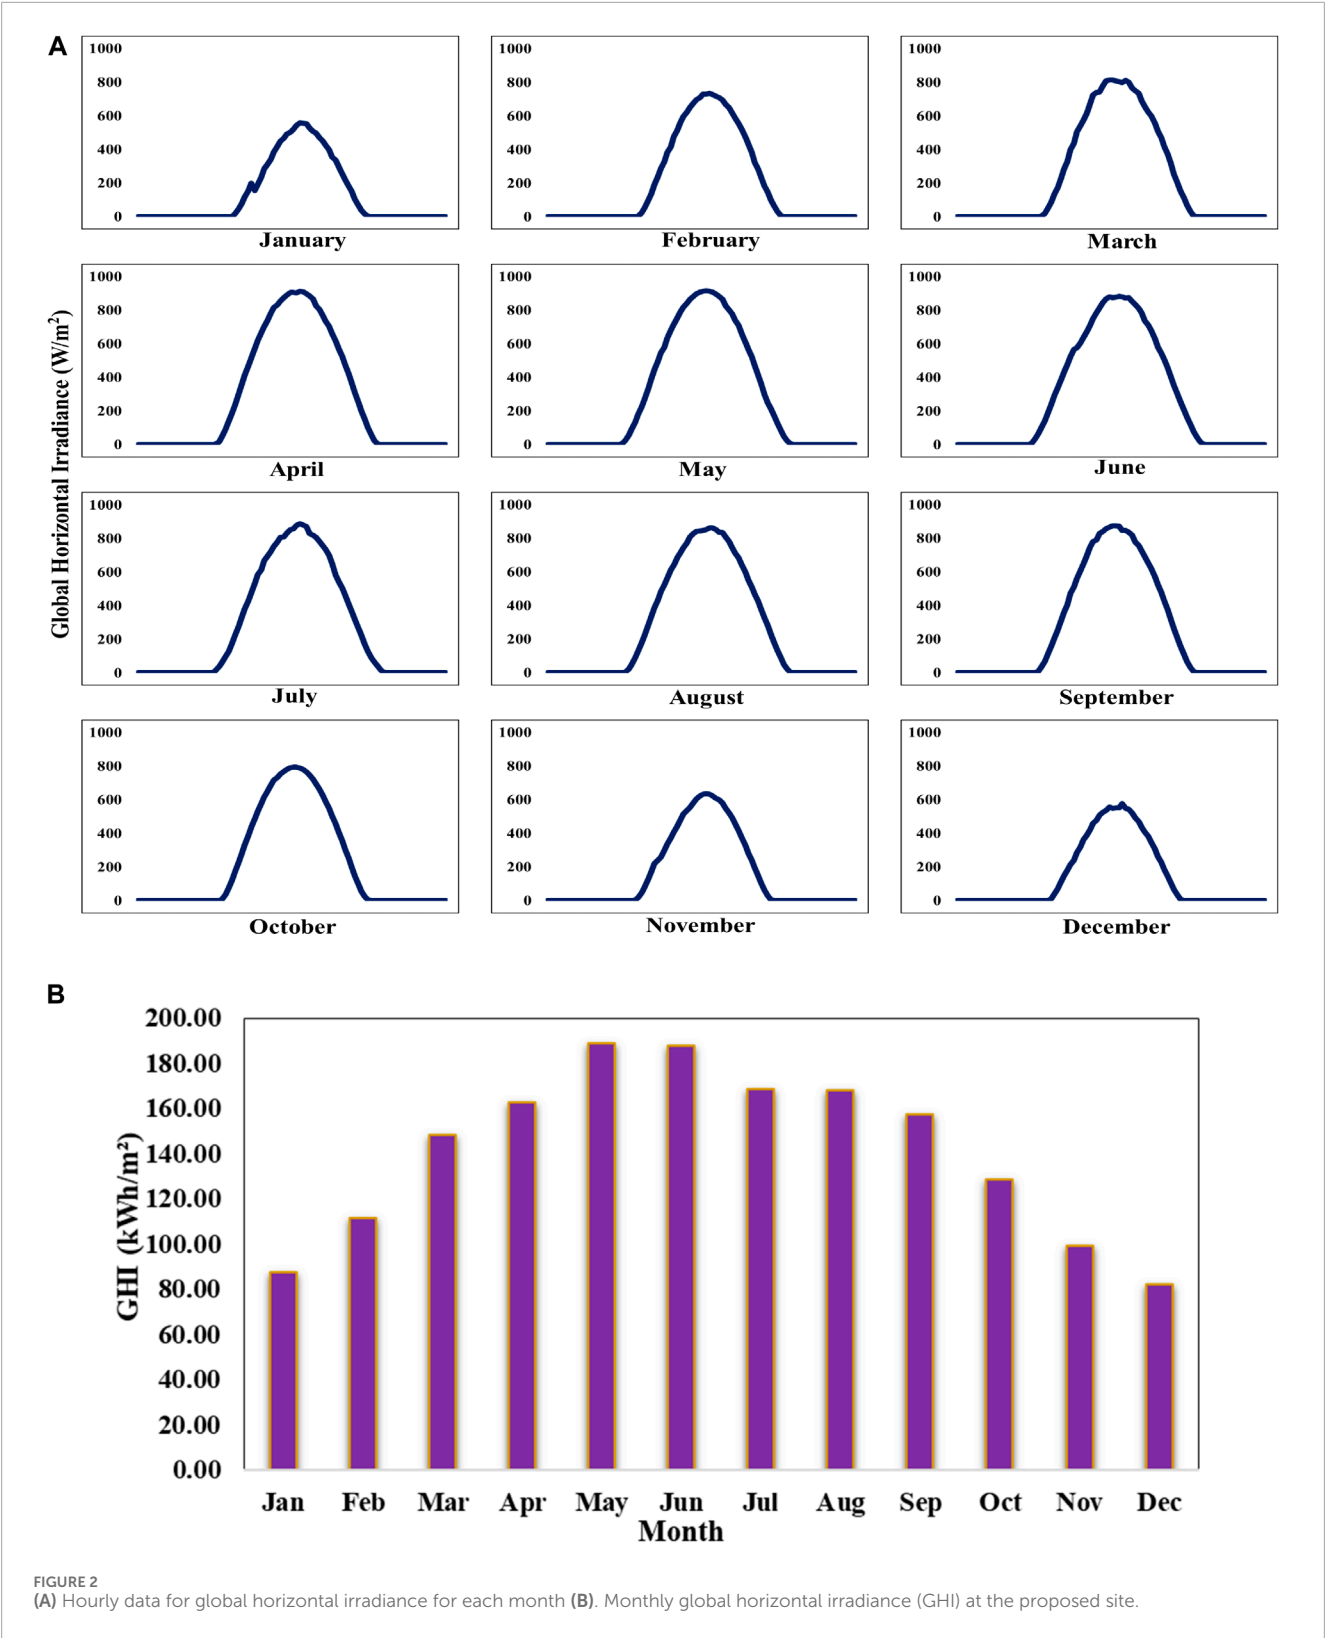 A
1000 1000 1000
800 800 800
600 600 600
400 400 400
200 200 200
0 0 0
January February March
1000 1000 1000
800 800 800
600 600 600
400 400 400
200 200 200
0 0 0
April May June
Global Horizontal Irradiance (W/m²)
1000 1000 1000
800 800 800
600 600 600
400 400 400
200 200 200
0 0 0
July August September
1000 1000 1000
800 800 800
600 600 600
400 400 400
200 200 200
0 0 0
October November December
B
200.00
180.00
160.00
140.00
120.00
100.00
80.00
60.00
40.00
20.00
0.00
GHI (kWh/m²)
Jan Feb Mar Apr May Jun Jul Aug Sep Oct Nov Dec
Month
FIGURE 2
(A) Hourly data for global horizontal irradiance for each month (B). Monthly global horizontal irradiance (GHI) at the proposed site.